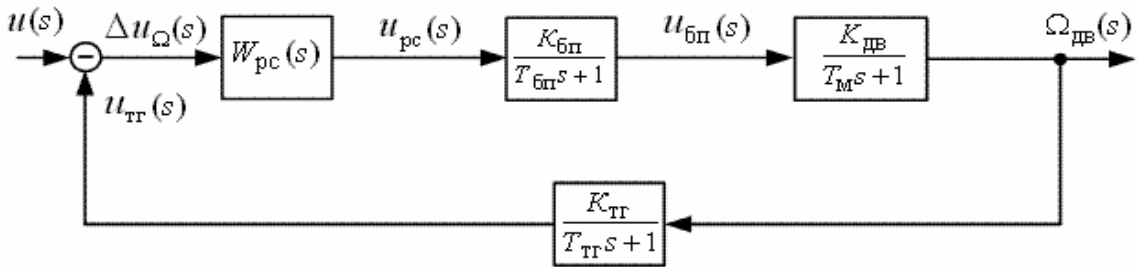 u(s)
Δu_Ω(s)
W_рс(s)
u_рс(s)
K_бп
T_бп s + 1
u_бп(s)
K_дв
T_м s + 1
Ω_дв(s)
−
u_тг(s)
K_тг
T_тг s + 1